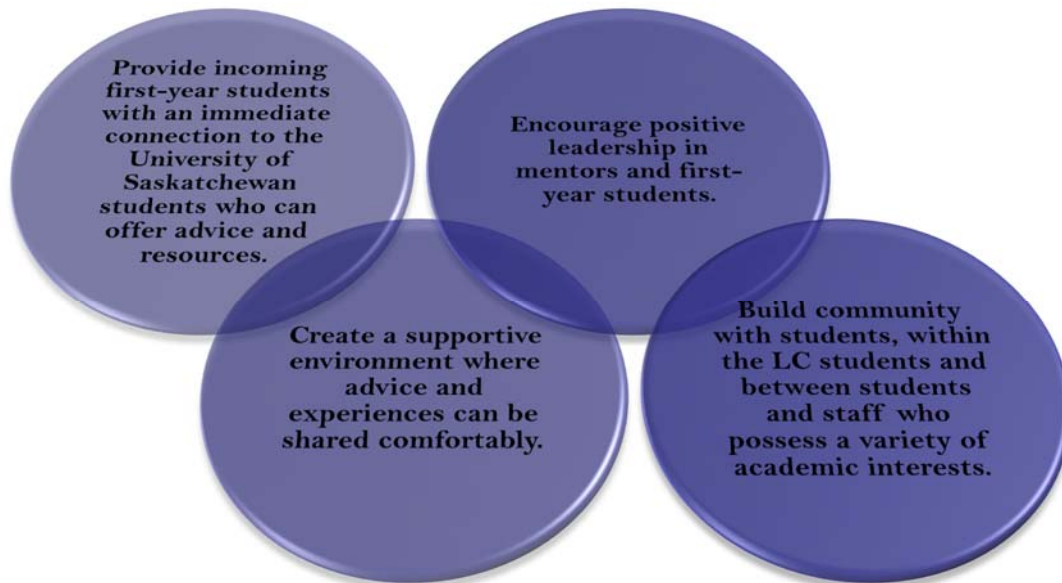 Provide incoming
first-year students
with an immediate
connection to the
University of
Saskatchewan
students who can
offer advice and
resources.
Create a supportive
environment where
advice and
experiences can be
shared comfortably.
Encourage positive
leadership in
mentors and first-
year students.
Build community
with students, within
the LC students and
between students
and staff who
possess a variety of
academic interests.